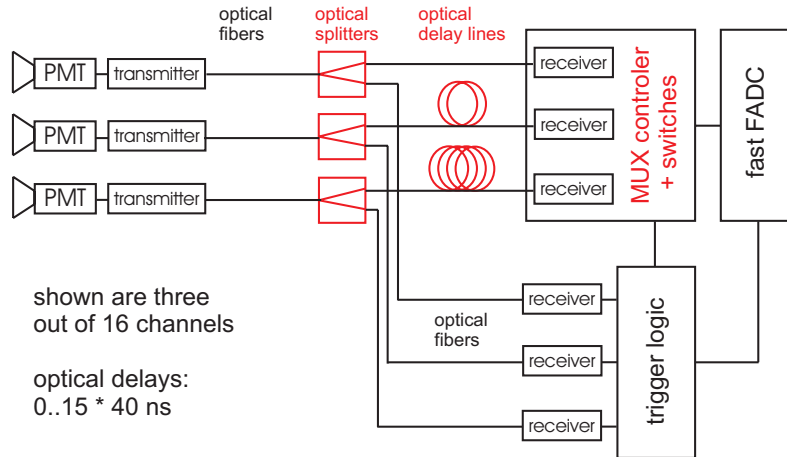 optical
fibers
optical
splitters
optical
delay lines
PMT
transmitter
receiver
PMT
transmitter
receiver
PMT
transmitter
receiver
MUX controler
+ switches
fast FADC
shown are three
out of 16 channels
optical delays:
0..15 * 40 ns
optical
fibers
receiver
receiver
receiver
trigger logic